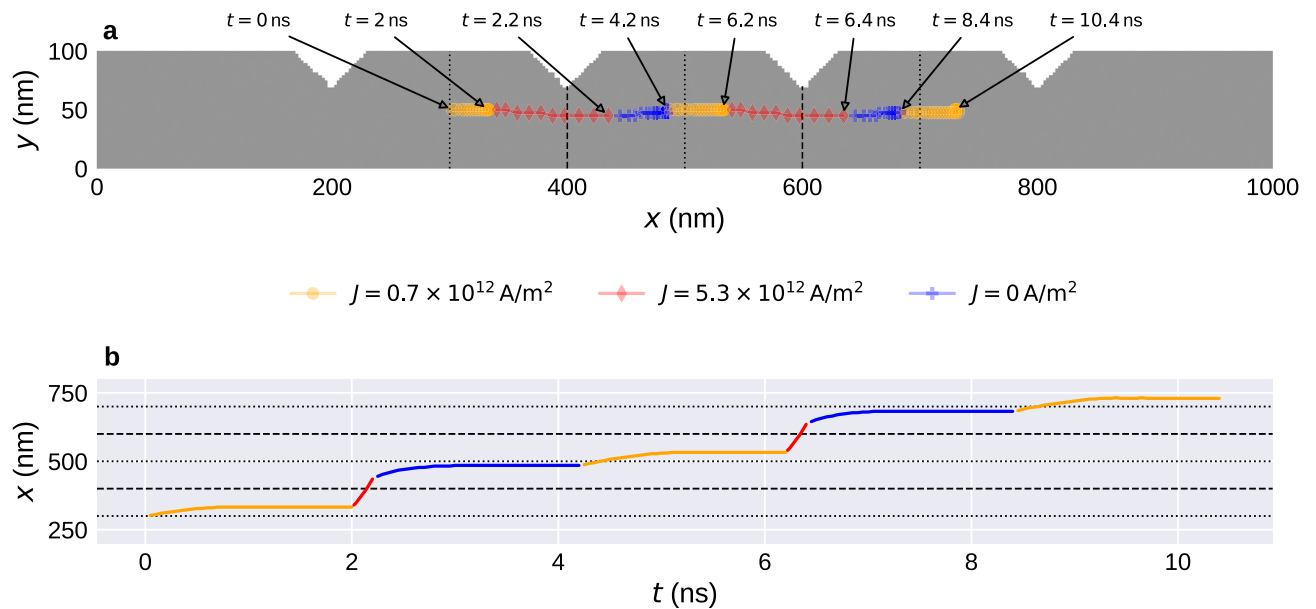 a
t = 0 ns t = 2 ns t = 2.2 ns t = 4.2 ns t = 6.2 ns t = 6.4 ns t = 8.4 ns t = 10.4 ns
100
50
0
y (nm)
0 200 400 600 800 1000
x (nm)
J = 0.7 × 10¹² A/m² J = 5.3 × 10¹² A/m² J = 0 A/m²
b
750
500
250
x (nm)
0 2 4 6 8 10
t (ns)